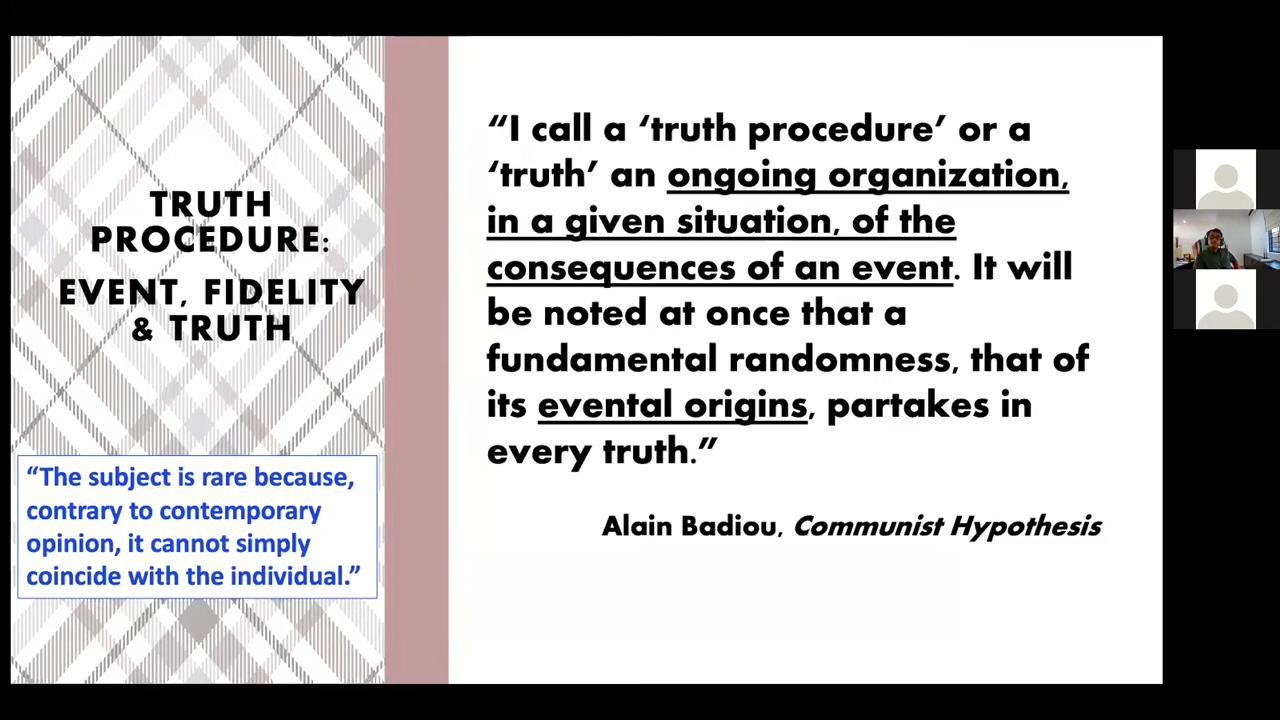 TRUTH
PROCEDURE:
EVENT, FIDELITY
& TRUTH
“The subject is rare because,
contrary to contemporary
opinion, it cannot simply
coincide with the individual.”
“I call a ‘truth procedure’ or a
‘truth’ an ongoing organization,
in a given situation, of the
consequences of an event. It will
be noted at once that a
fundamental randomness, that of
its evental origins, partakes in
every truth.”
Alain Badiou, Communist Hypothesis